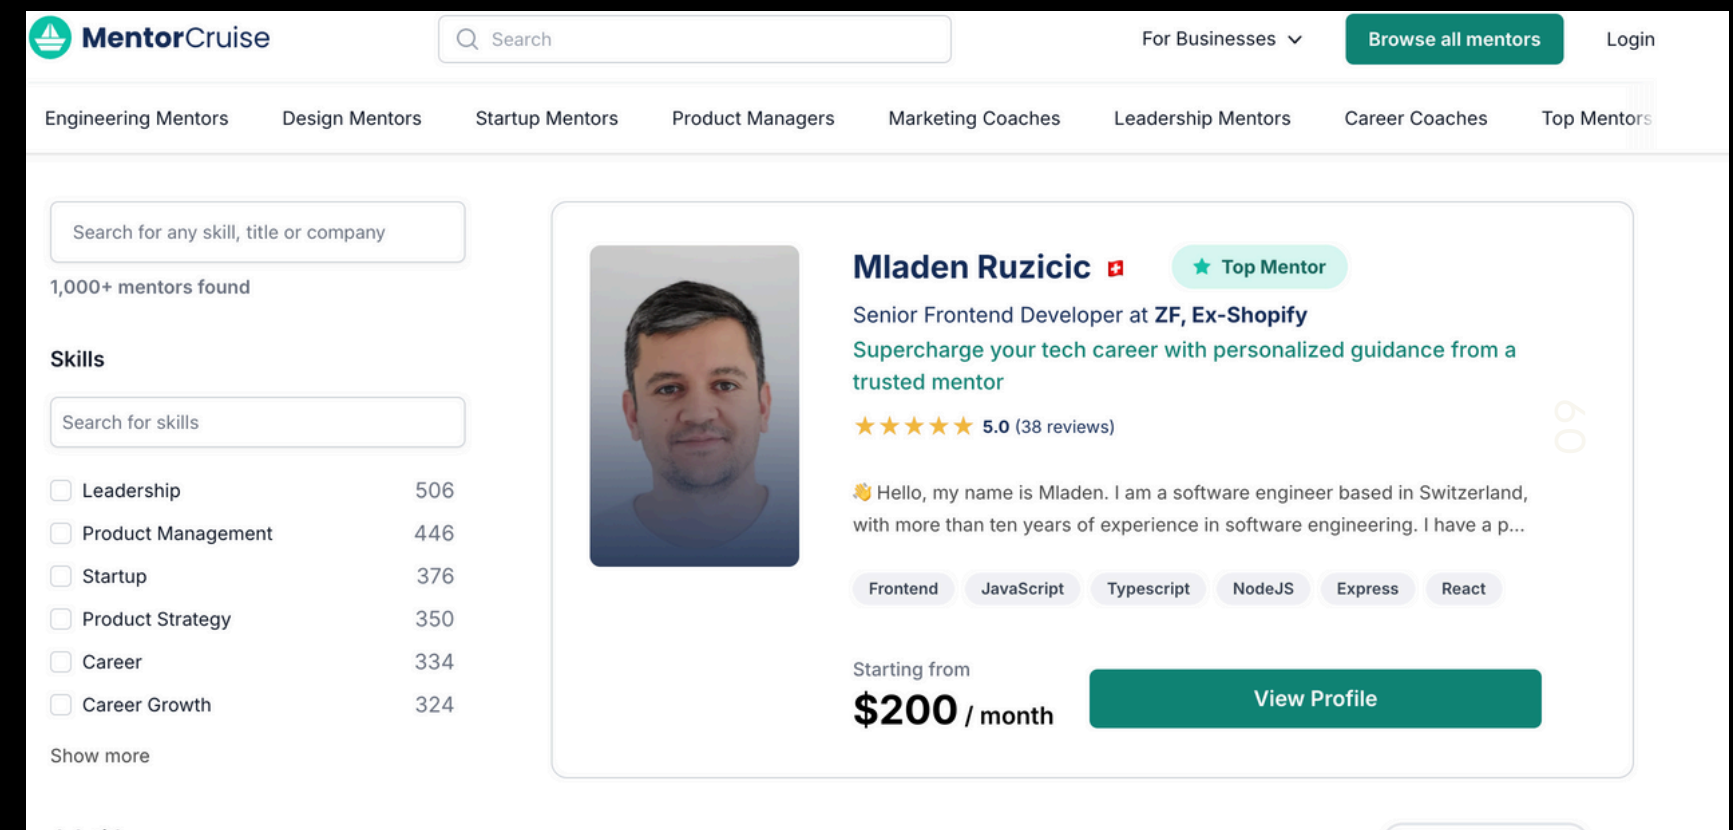 MentorCruise
Search
For Businesses
Browse all mentors
Login
Engineering Mentors
Design Mentors
Startup Mentors
Product Managers
Marketing Coaches
Leadership Mentors
Career Coaches
Top Mentors
Search for any skill, title or company
1,000+ mentors found
Skills
Search for skills
Leadership 506
Product Management 446
Startup 376
Product Strategy 350
Career 334
Career Growth 324
Show more
Mladen Ruzicic
Top Mentor
Senior Frontend Developer at ZF, Ex-Shopify
Supercharge your tech career with personalized guidance from a
trusted mentor
5.0 (38 reviews)
👋 Hello, my name is Mladen. I am a software engineer based in Switzerland,
with more than ten years of experience in software engineering. I have a p...
Frontend
JavaScript
Typescript
NodeJS
Express
React
Starting from
$200 / month
View Profile